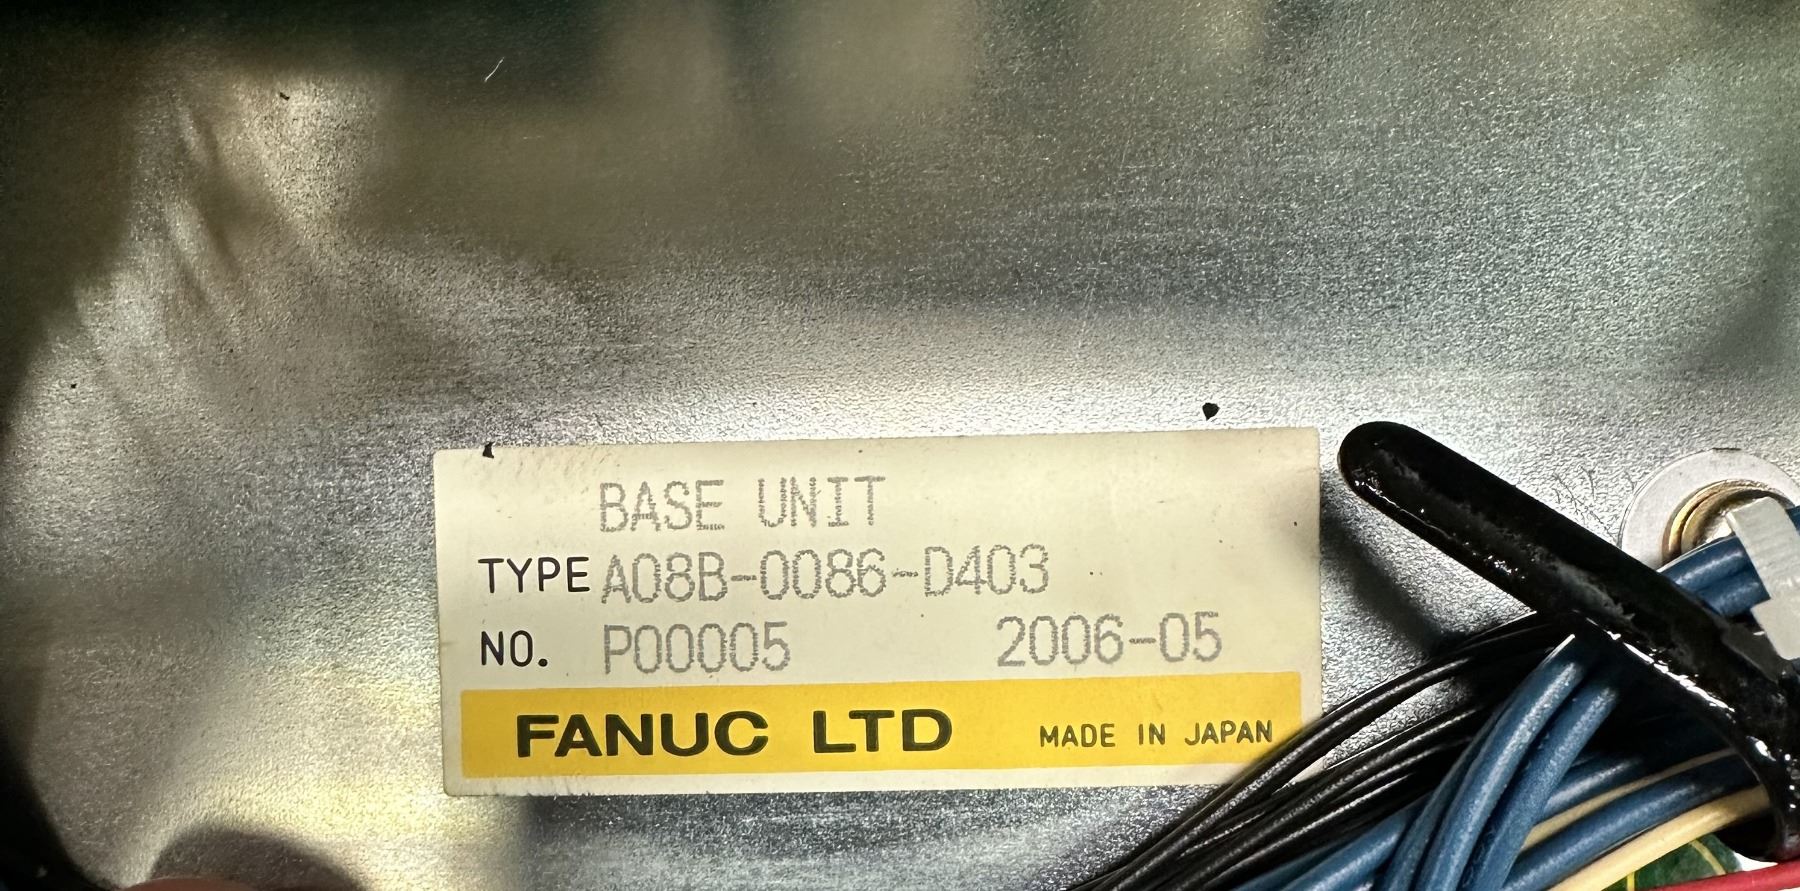 BASE UNIT
TYPE A08B-0086-D403
NO. P00005 2006-05
FANUC LTD MADE IN JAPAN